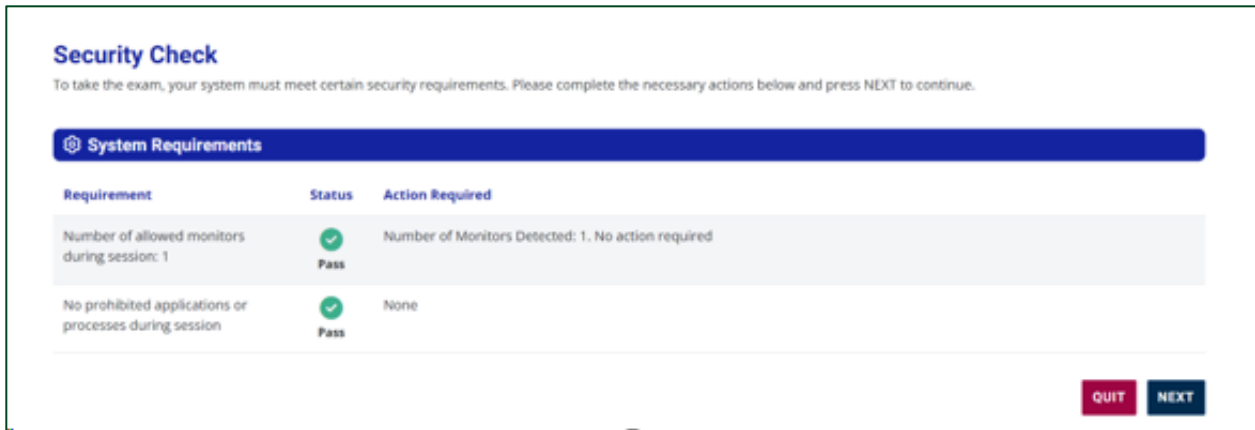 Security Check
To take the exam, your system must meet certain security requirements. Please complete the necessary actions below and press NEXT to continue.
System Requirements
Requirement Status Action Required
Number of allowed monitors
during session: 1
Pass
Number of Monitors Detected: 1. No action required
No prohibited applications or
processes during session
Pass
None
QUIT NEXT